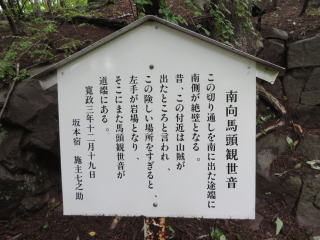 南向馬頭観世音
この切り通しを南に出た途端に
南側が絶壁となる。
昔、この付近は山賊が
出たところと言われ、
この険しい場所をすぎると、
左手が岩場となり、
そこにまた馬頭観世音が
道端にある。
寛政三年十二月十九日
坂本宿 施主七之助